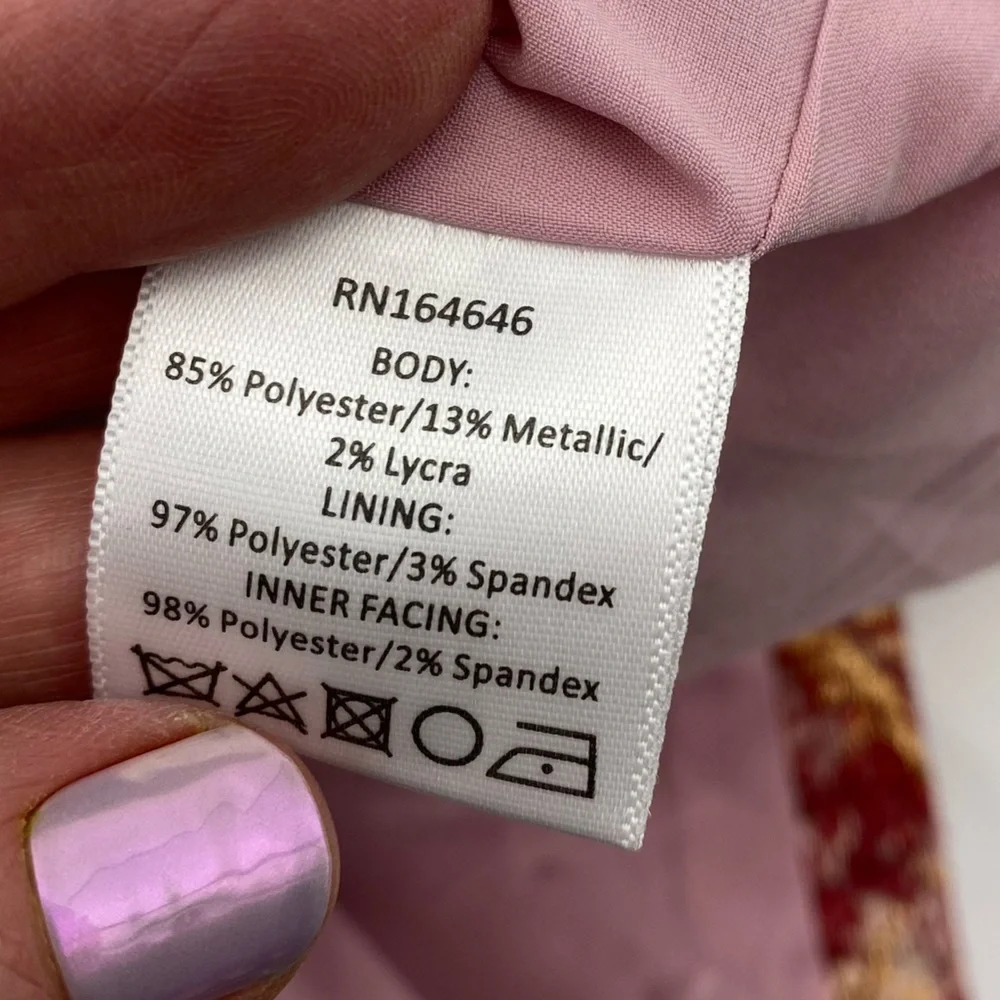 RN164646
BODY:
85% Polyester/13% Metallic/
2% Lycra
LINING:
97% Polyester/3% Spandex
INNER FACING:
98% Polyester/2% Spandex